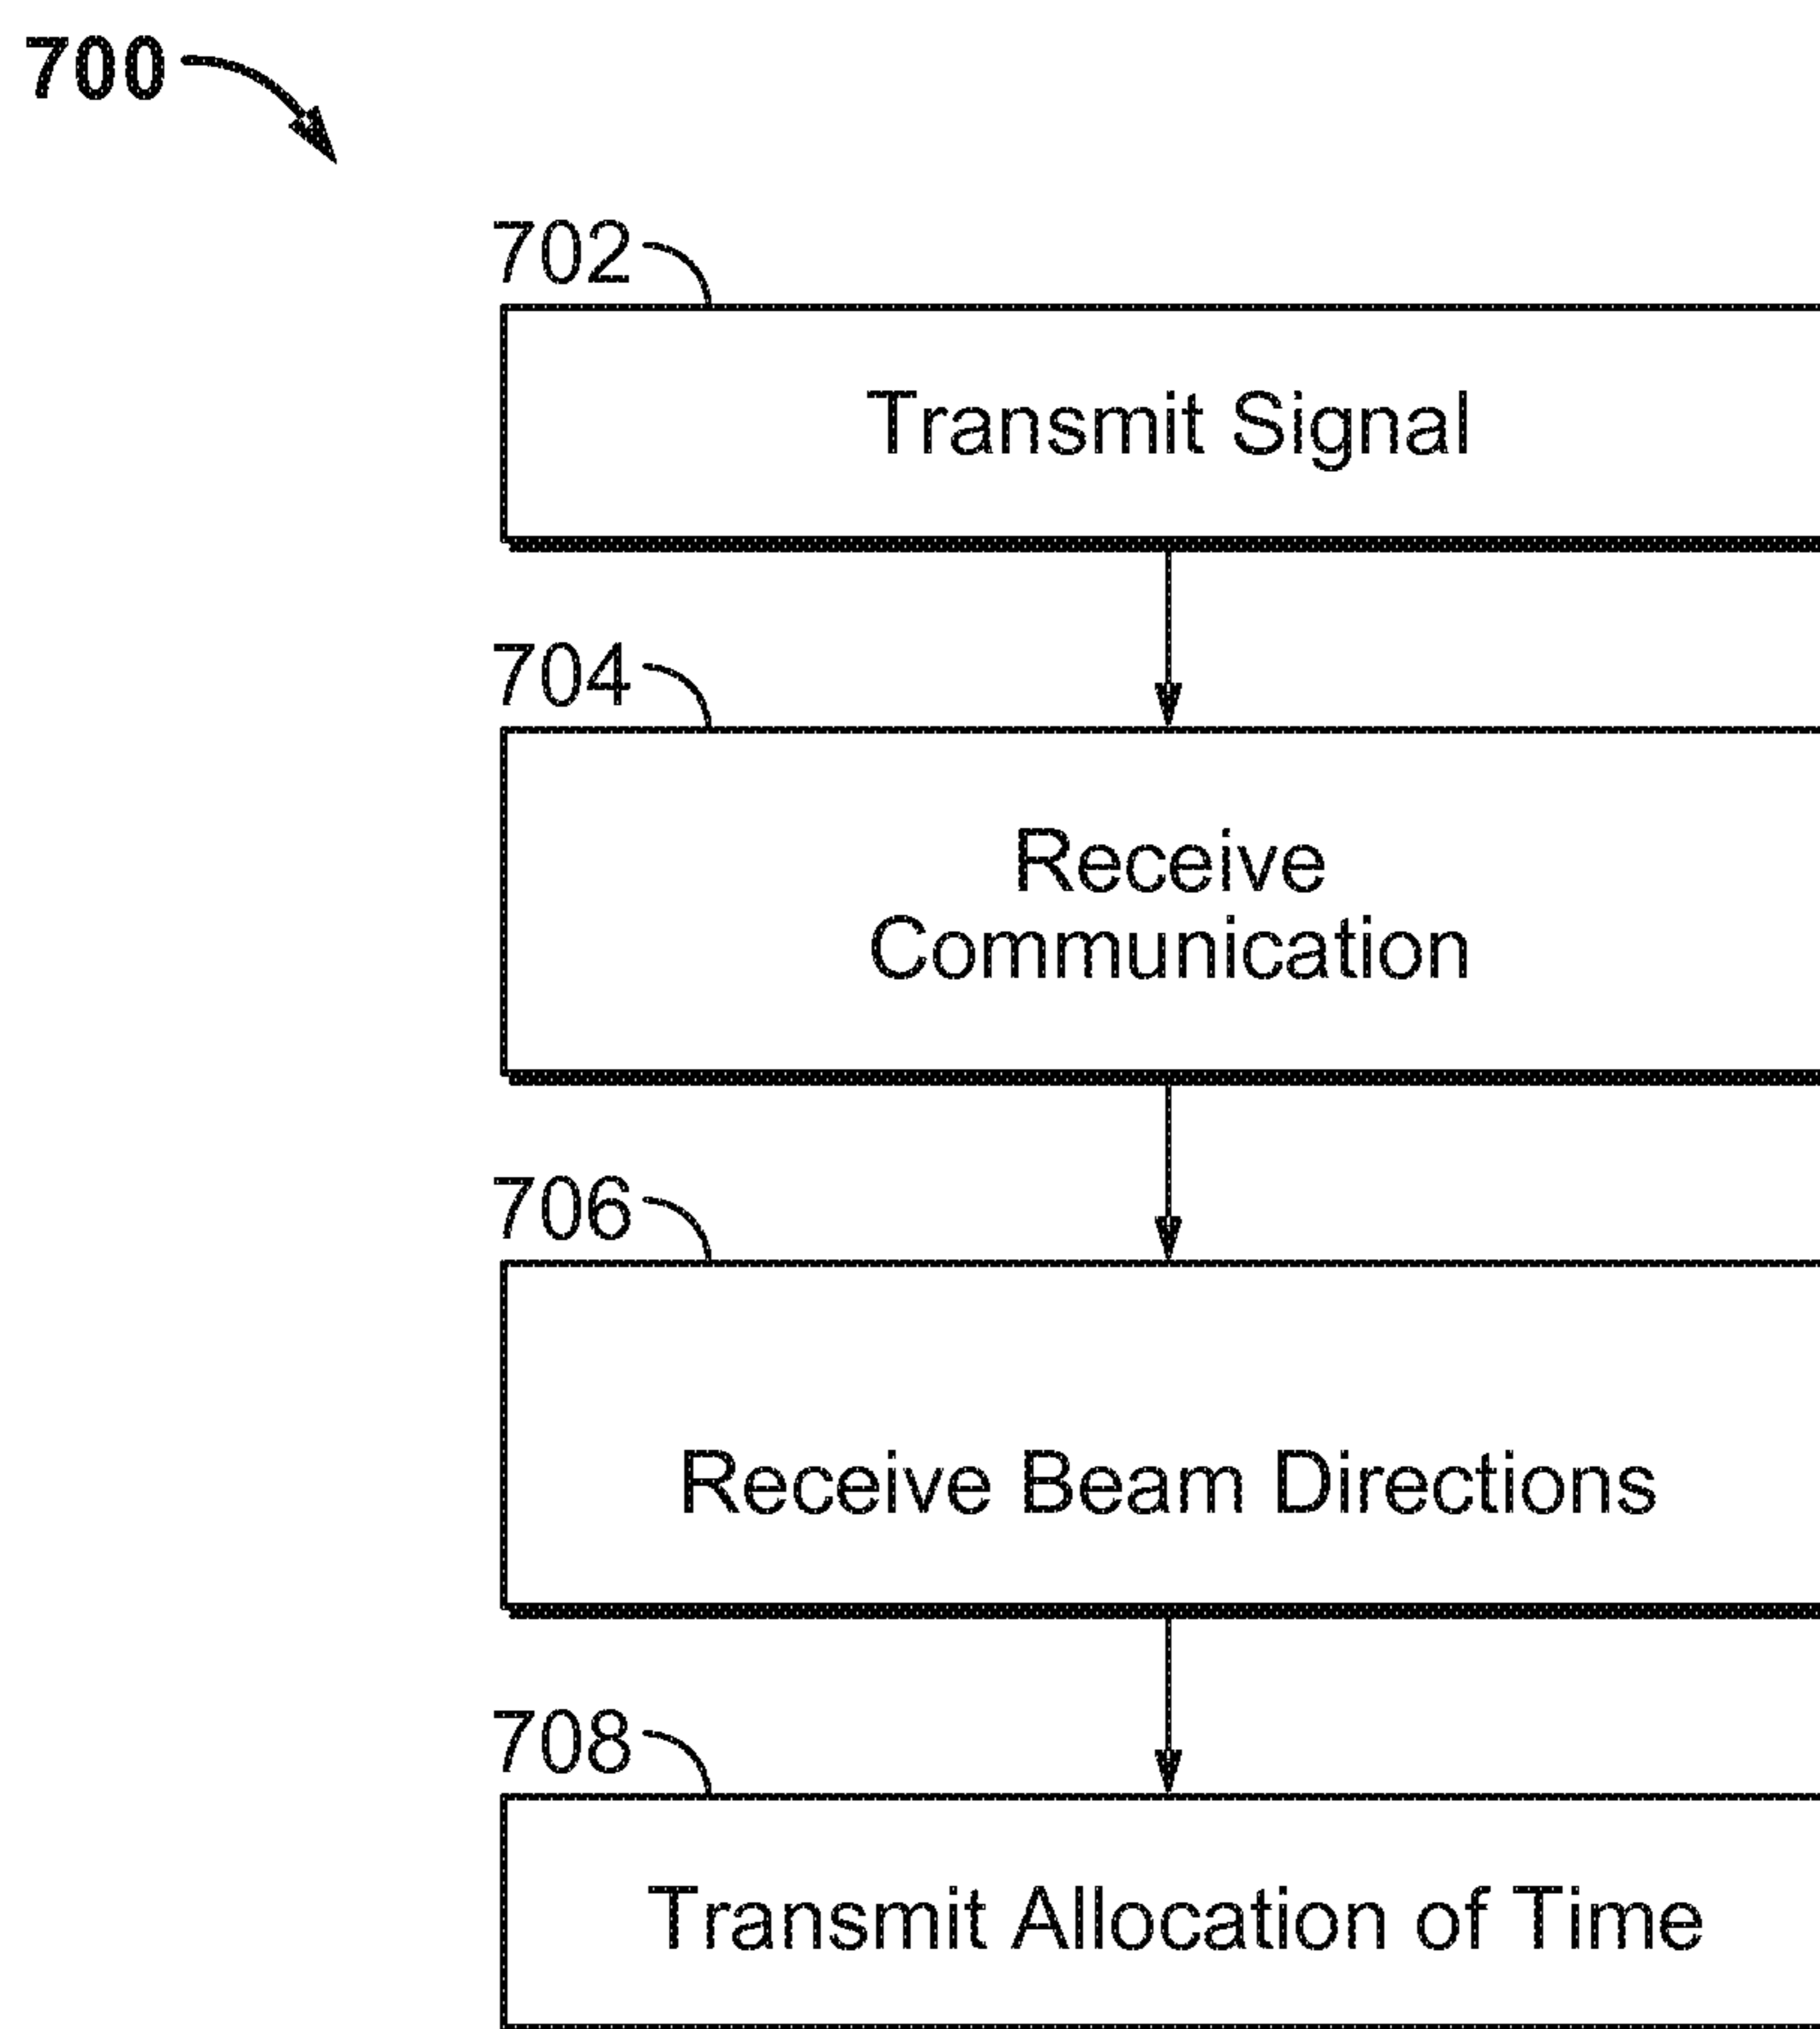 700
702
Transmit Signal
704
Receive
Communication
706
Receive Beam Directions
708
Transmit Allocation of Time